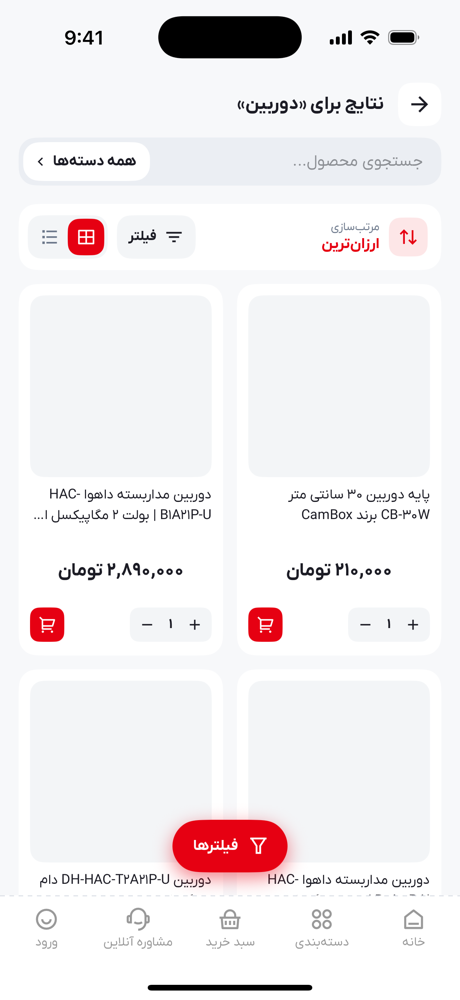 9:41
نتایج برای «دوربین»
جستجوی محصول...
همه دسته‌ها
مرتب‌سازی
ارزان‌ترین
فیلتر
پایه دوربین ۳۰ سانتی متر
CB-۳۰W برند CamBox
۲۱۰,۰۰۰ تومان
۱
دوربین مداربسته داهوا HAC-
B۱A۲۱P-U | بولت ۲ مگاپیکسل ا...
۲,۸۹۰,۰۰۰ تومان
۱
دوربین مداربسته داهوا HAC-
دوربین DH-HAC-T۲A۲۱P-U دام
فیلترها
خانه
دسته‌بندی
سبد خرید
مشاوره آنلاین
ورود